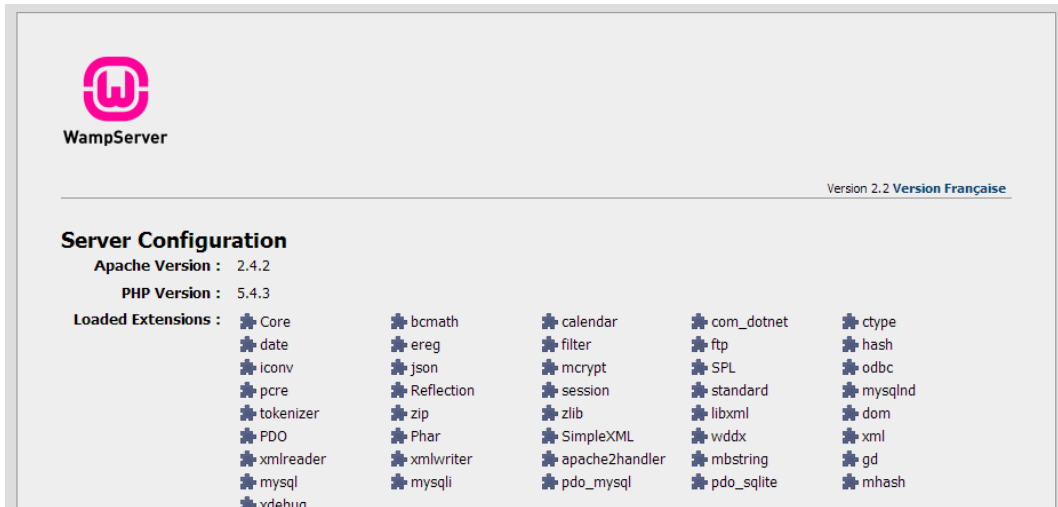 WampServer
Version 2.2 Version Française
Server Configuration
Apache Version : 2.4.2
PHP Version : 5.4.3
Loaded Extensions : Core bcmath calendar com_dotnet ctype
date ereg filter ftp hash
iconv json mcrypt SPL odbc
pcre Reflection session standard mysqlnd
tokenizer zip zlib libxml dom
PDO Phar SimpleXML wddx xml
xmlreader xmlwriter apache2handler mbstring gd
mysql mysqli pdo_mysql pdo_sqlite mhash
xdebug